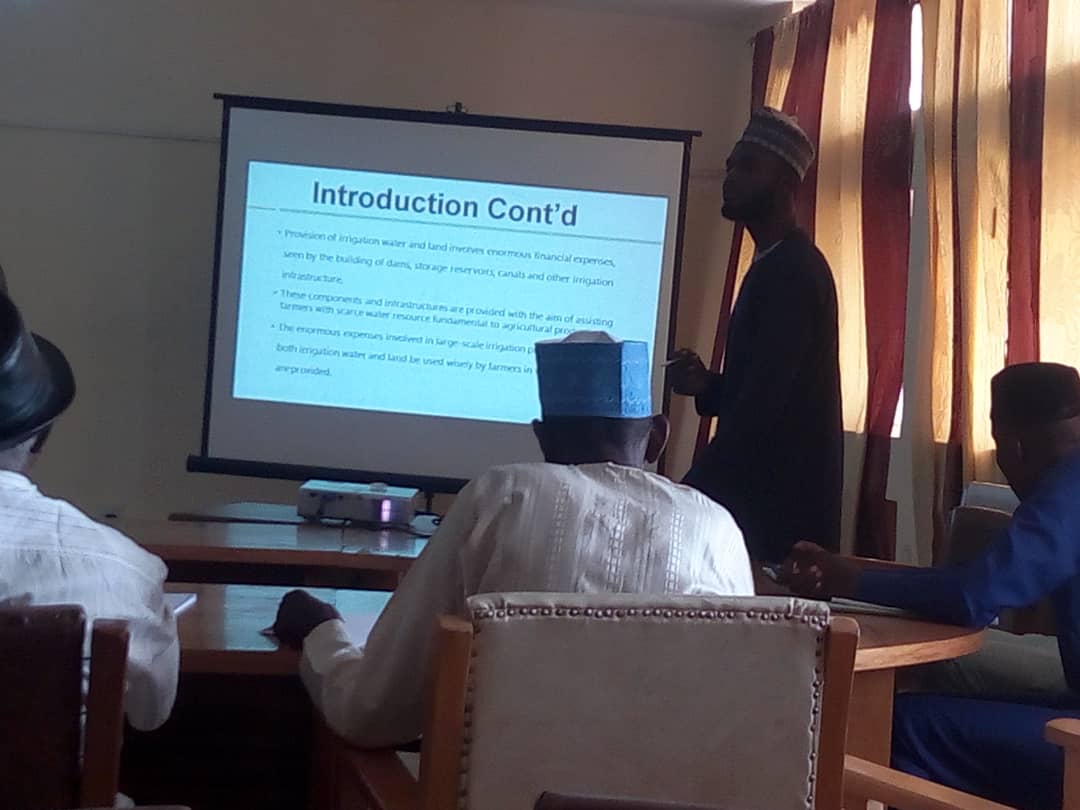 Introduction Cont'd
• Provision of irrigation water and land involves enormous financial expenses,
seen by the building of dams, storage reservoirs, canals and other irrigation
infrastructure.
• These components and infrastructures are provided with the aim of assisting
farmers with scarce water resource fundamental to agricultural
• The enormous expenses involved in large-scale irrigation
both irrigation water and land be used wisely by farmers in
are provided.